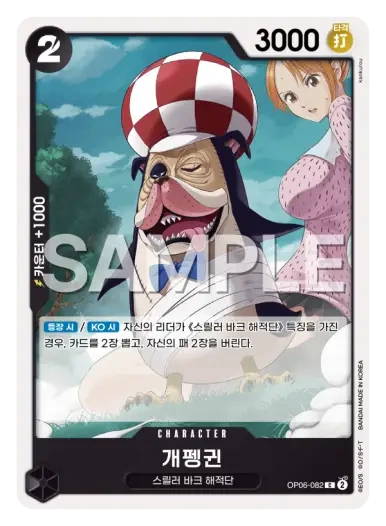 2
3000
타격
打
kankurou
카운터 +1000
SAMPLE
등장 시 / KO 시 자신의 리더가 《스릴러 바크 해적단》 특징을 가진
경우, 카드를 2장 뽑고, 자신의 패 2장을 버린다.
CHARACTER
개펭귄
스릴러 바크 해적단
OP06-082 C 2
©E.O/S ©O/S・F・T BANDAI MADE IN KOREA